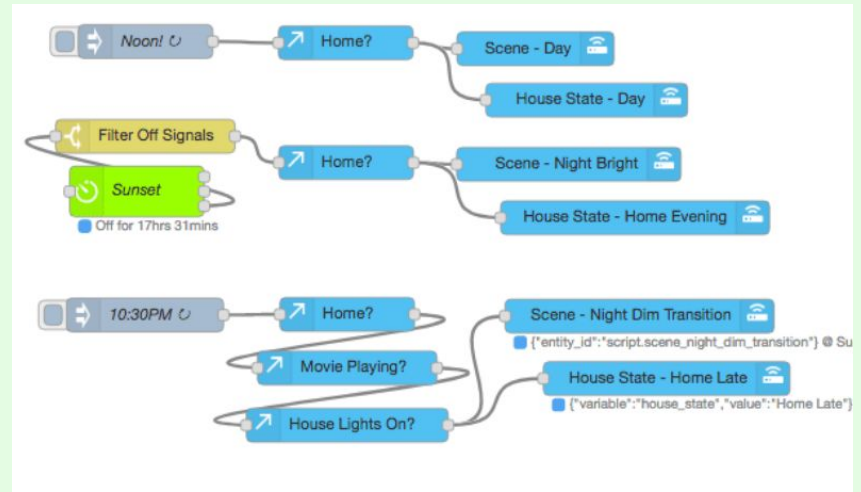 Noon! ↻
Home?
Scene - Day
House State - Day
Filter Off Signals
Home?
Scene - Night Bright
Sunset
Off for 17hrs 31mins
House State - Home Evening
10:30PM ↻
Home?
Scene - Night Dim Transition
{"entity_id":"script.scene_night_dim_transition"} @ Su
Movie Playing?
House State - Home Late
{"variable":"house_state","value":"Home Late"}
House Lights On?